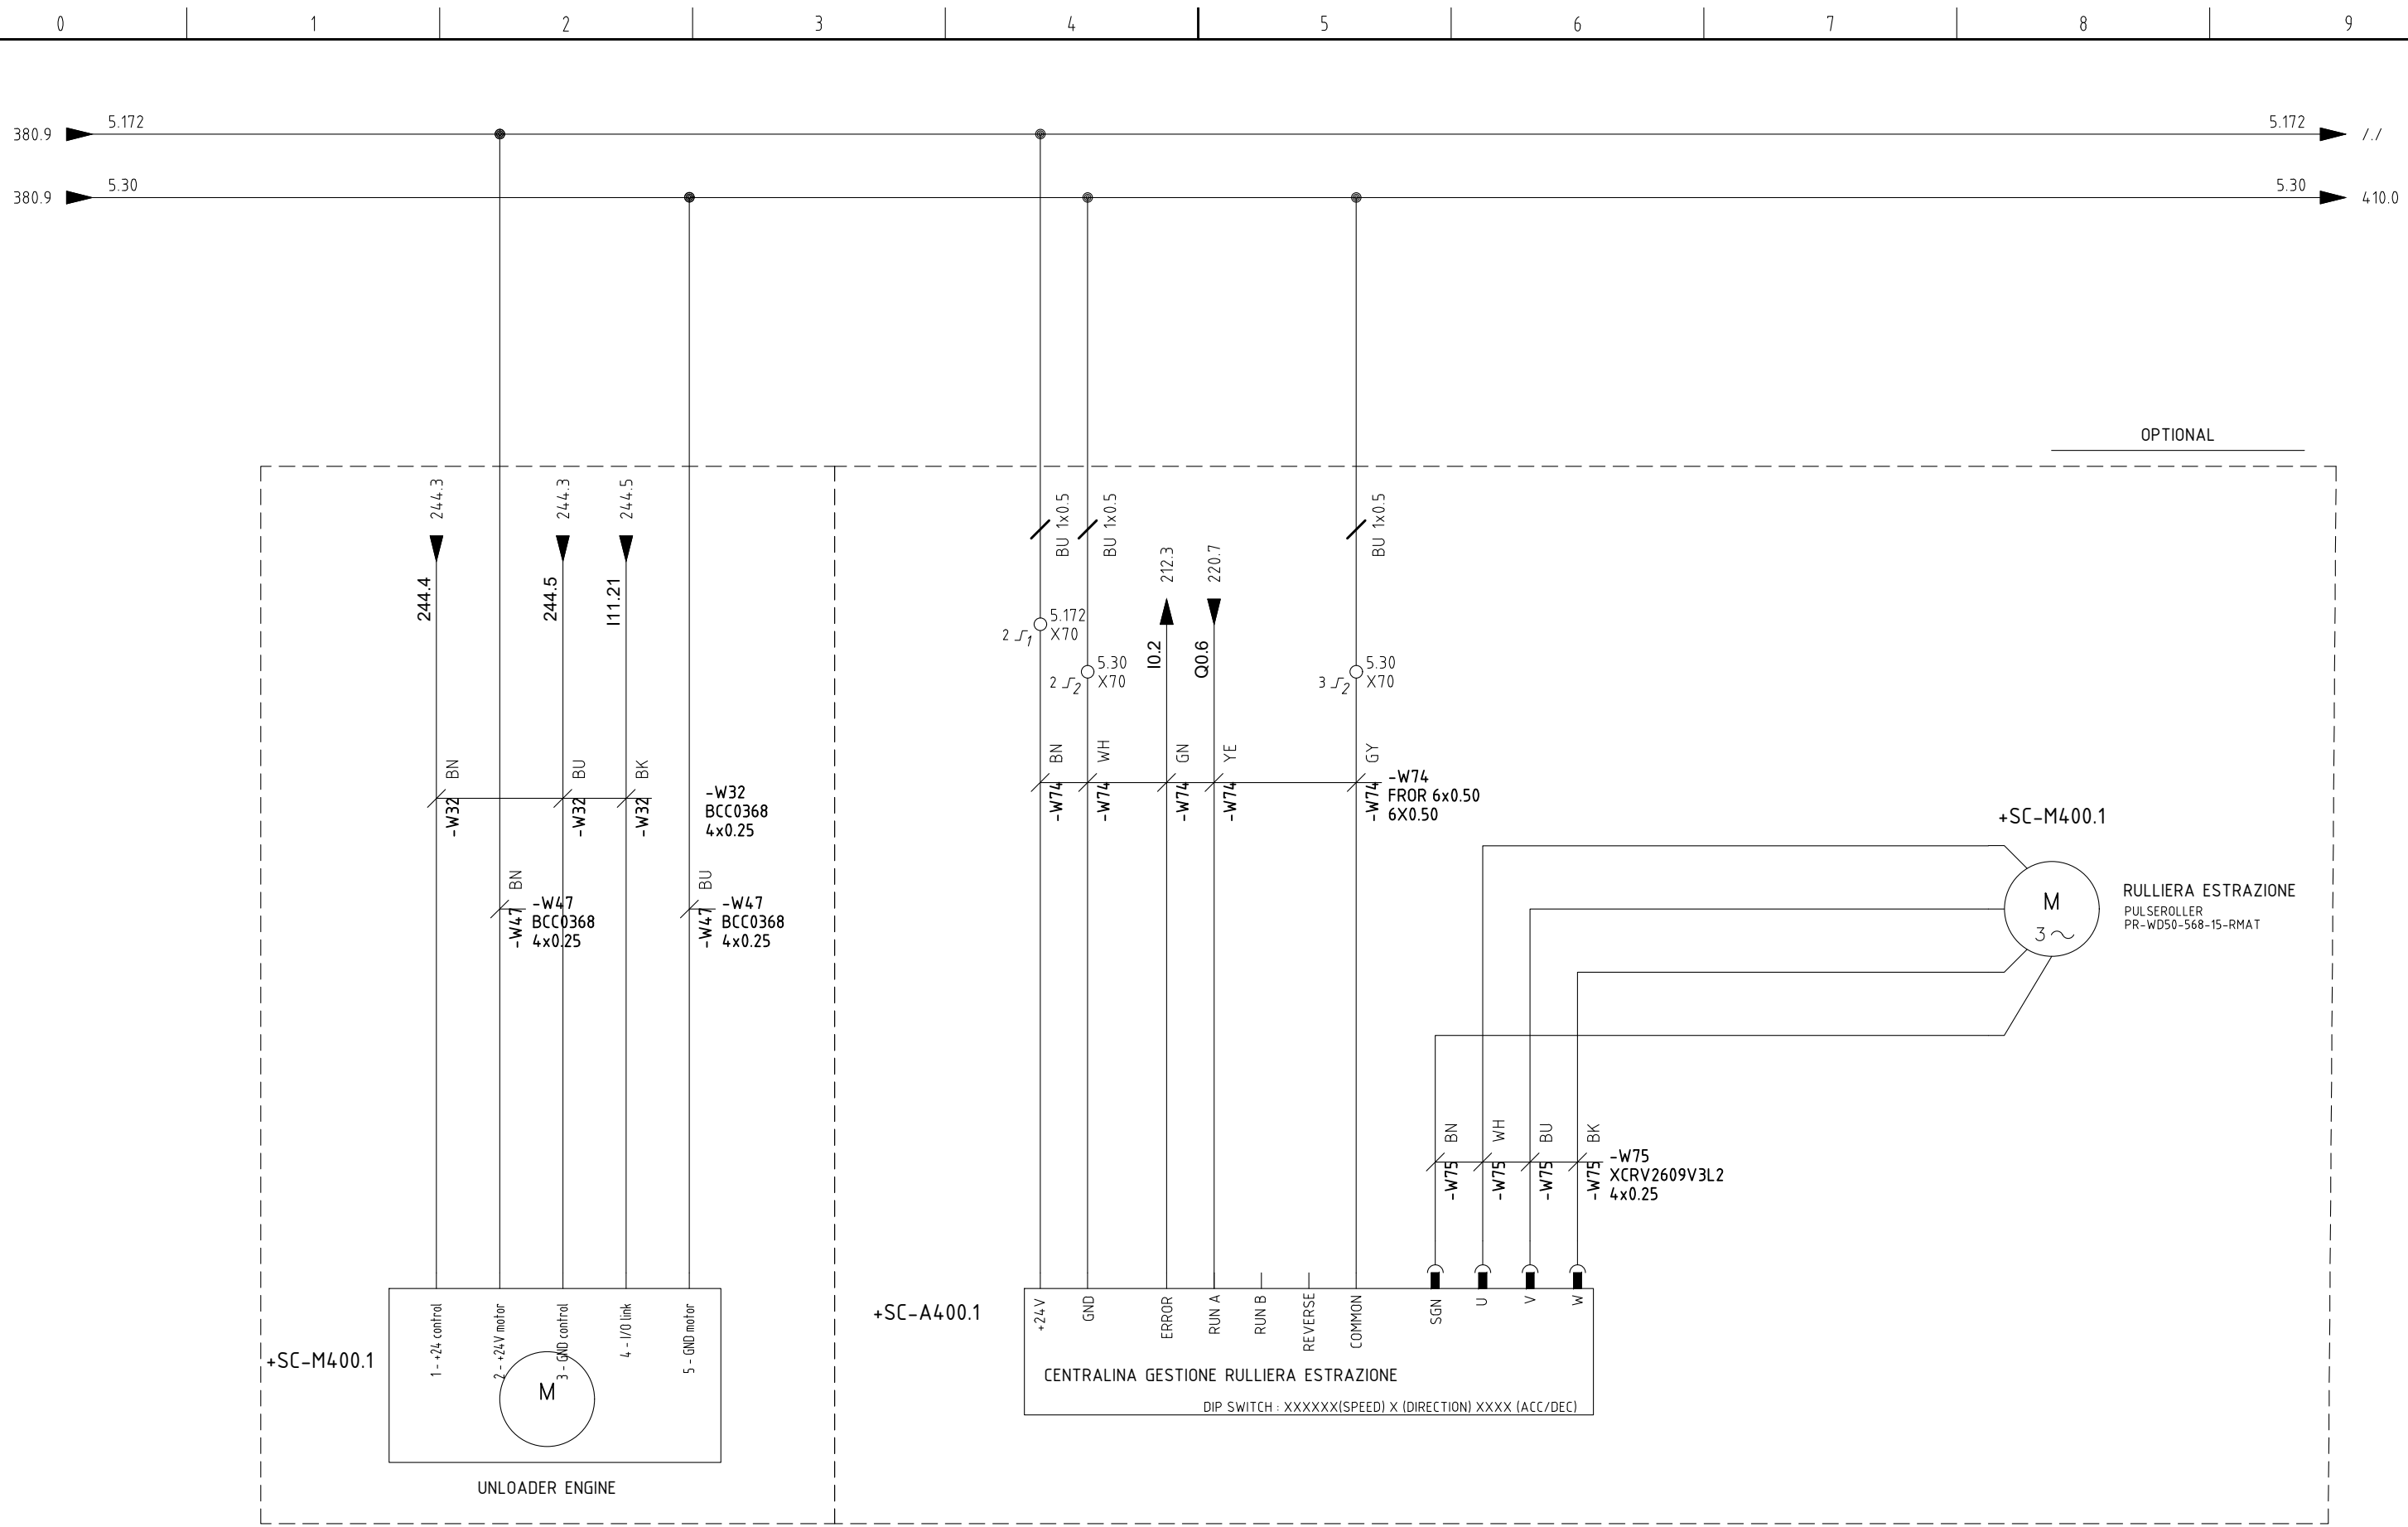 0 1 2 3 4 5 6 7 8 9
380.9 5.172 5.172 /./
380.9 5.30 5.30 410.0
OPTIONAL
244.3 244.3 244.5
244.4 244.5 I11.21
BU 1x0.5 BU 1x0.5 BU 1x0.5
212.3 220.7
5.172
2 1 X70
5.30
2 2 X70
I0.2 Q0.6
5.30
3 2 X70
BN BU BK
-W32 -W32 -W32
-W32
BCC0368
4x0.25
BN
-W47
-W47
BCC0368
4x0.25
BU
-W47
-W47
BCC0368
4x0.25
BN WH GN YE GY
-W74 -W74 -W74 -W74 -W74
-W74
FROR 6x0.50
6X0.50
+SC-M400.1
M
3
RULLIERA ESTRAZIONE
PULSEROLLER
PR-WD50-568-15-RMAT
BN WH BU BK
-W75 -W75 -W75 -W75
-W75
XCRV2609V3L2
4x0.25
+SC-M400.1
1 - +24 control
2 - +24V motor
3 - GND control
4 - I/O link
5 - GND motor
M
UNLOADER ENGINE
+SC-A400.1
+24V GND ERROR RUN A RUN B REVERSE COMMON SGN U V W
CENTRALINA GESTIONE RULLIERA ESTRAZIONE
DIP SWITCH : XXXXXX(SPEED) X (DIRECTION) XXXX (ACC/DEC)